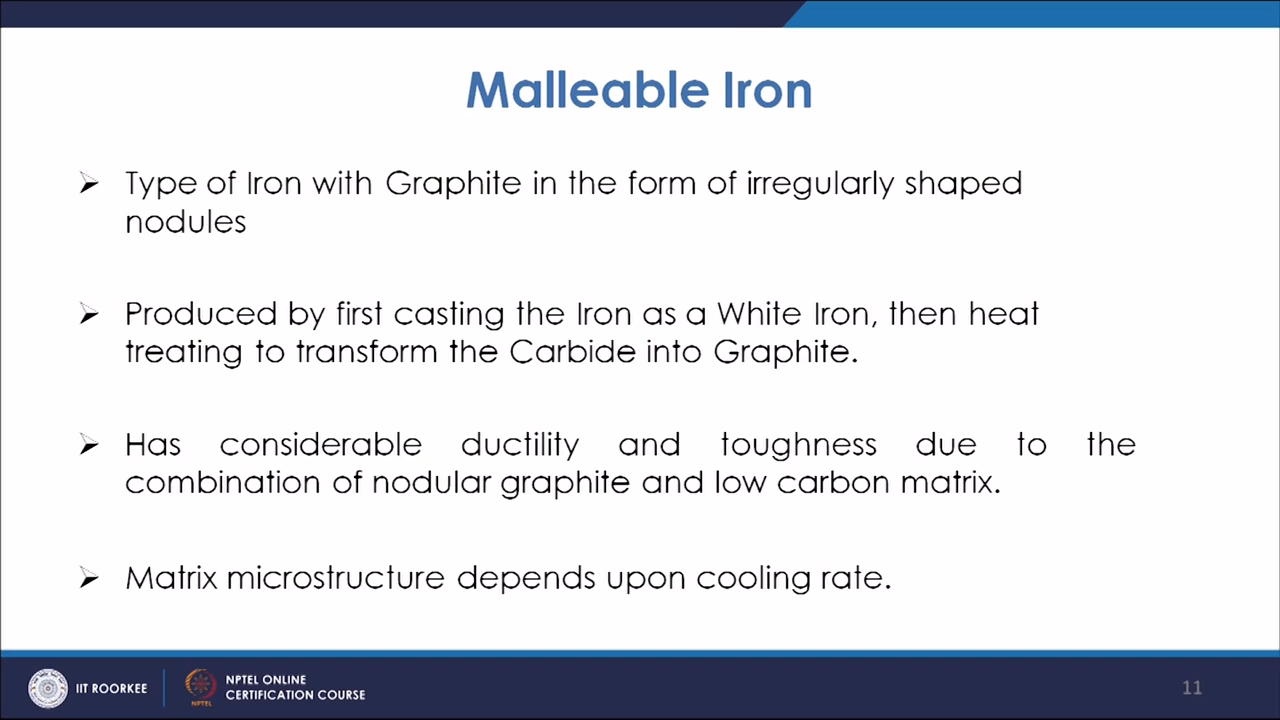 Malleable Iron
➢ Type of Iron with Graphite in the form of irregularly shaped
nodules
➢ Produced by first casting the Iron as a White Iron, then heat
treating to transform the Carbide into Graphite.
➢ Has considerable ductility and toughness due to the
combination of nodular graphite and low carbon matrix.
➢ Matrix microstructure depends upon cooling rate.
IIT ROORKEE
NPTEL
NPTEL ONLINE
CERTIFICATION COURSE
11